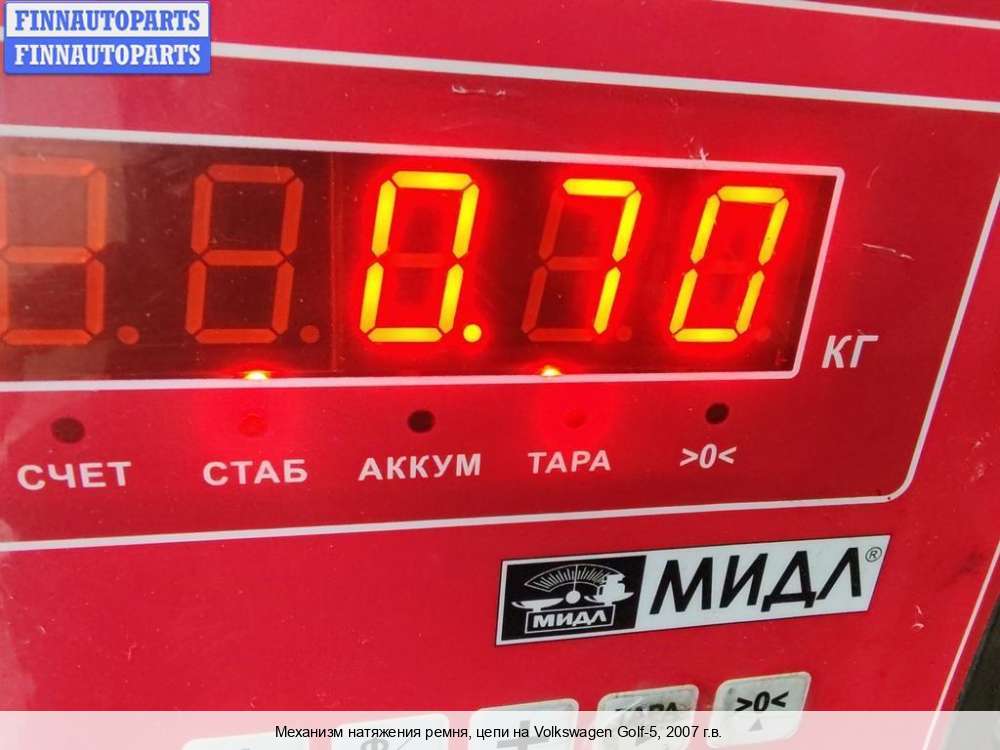 FINNAUTOPARTS
FINNAUTOPARTS
0.70
КГ
СЧЕТ СТАБ АККУМ ТАРА >0<
МИДЛ МИДЛ®
ТАРА >0<
Механизм натяжения ремня, цепи на Volkswagen Golf-5, 2007 г.в.